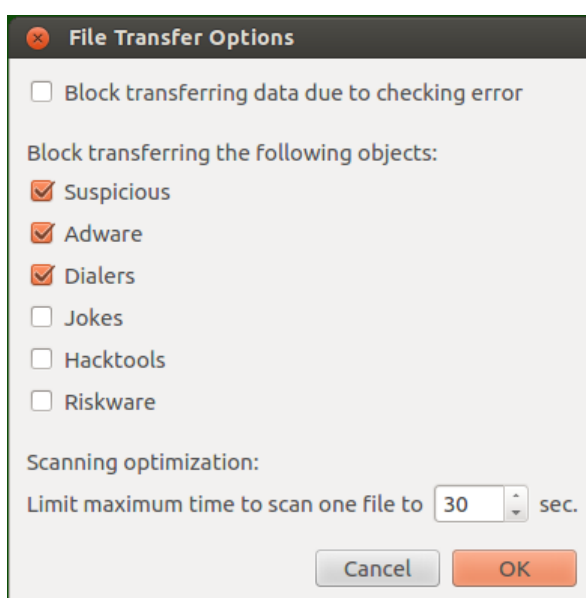 File Transfer Options
Block transferring data due to checking error
Block transferring the following objects:
Suspicious
Adware
Dialers
Jokes
Hacktools
Riskware
Scanning optimization:
Limit maximum time to scan one file to 30 sec.
Cancel OK